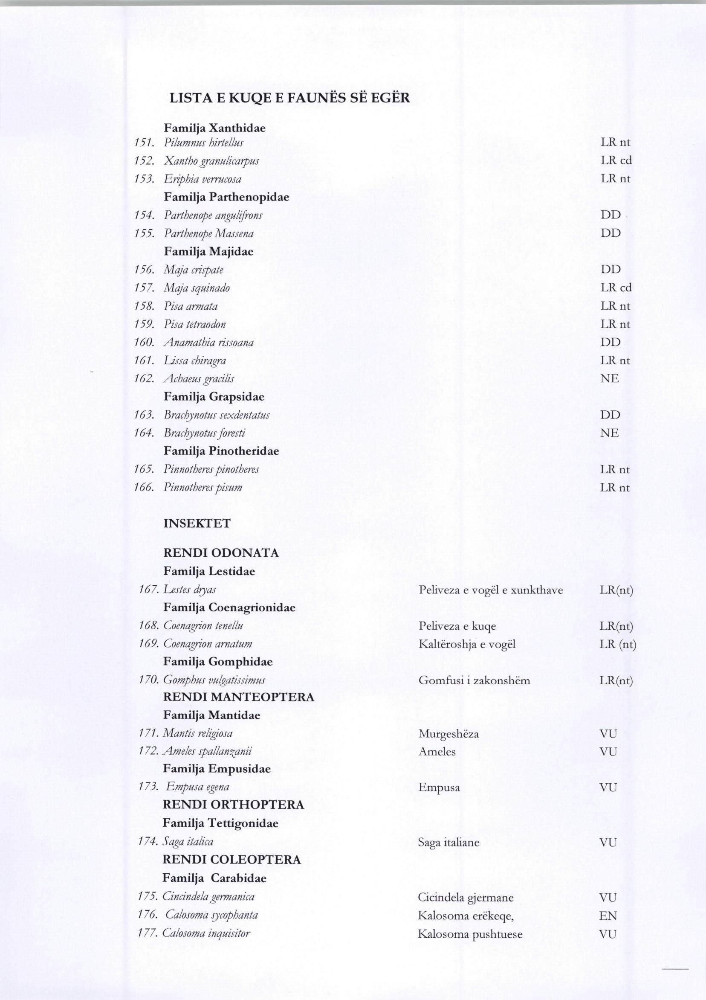 LISTA E KUQE E FAUNËS SË EGËR
Familja Xanthidae
151. Pilumnus hirtellus LR nt
152. Xantho granulicarpus LR cd
153. Eriphia verrucosa LR nt
Familja Parthenopidae
154. Parthenope angulifrons DD
155. Parthenope Massena DD
Familja Majidae
156. Maja crispate DD
157. Maja squinado LR cd
158. Pisa armata LR nt
159. Pisa tetraodon LR nt
160. Anamathia rissoana DD
161. Lissa chiragra LR nt
162. Achaeus gracilis NE
Familja Grapsidae
163. Brachynotus sexdentatus DD
164. Brachynotus foresti NE
Familja Pinotheridae
165. Pinnotheres pinotheres LR nt
166. Pinnotheres pisum LR nt
INSEKTET
RENDI ODONATA
Familja Lestidae
167. Lestes dryas Peliveza e vogël e xunkthave LR(nt)
Familja Coenagrionidae
168. Coenagrion tenellu Peliveza e kuqe LR(nt)
169. Coenagrion arnatum Kaltëroshja e vogël LR (nt)
Familja Gomphidae
170. Gomphus vulgatissimus Gomfusi i zakonshëm LR(nt)
RENDI MANTEOPTERA
Familja Mantidae
171. Mantis religiosa Murgeshëza VU
172. Ameles spallanzanii Ameles VU
Familja Empusidae
173. Empusa egena Empusa VU
RENDI ORTHOPTERA
Familja Tettigonidae
174. Saga italica Saga italiane VU
RENDI COLEOPTERA
Familja Carabidae
175. Cincindela germanica Cicindela gjermane VU
176. Calosoma sycophanta Kalosoma erëkeqe, EN
177. Calosoma inquisitor Kalosoma pushtuese VU